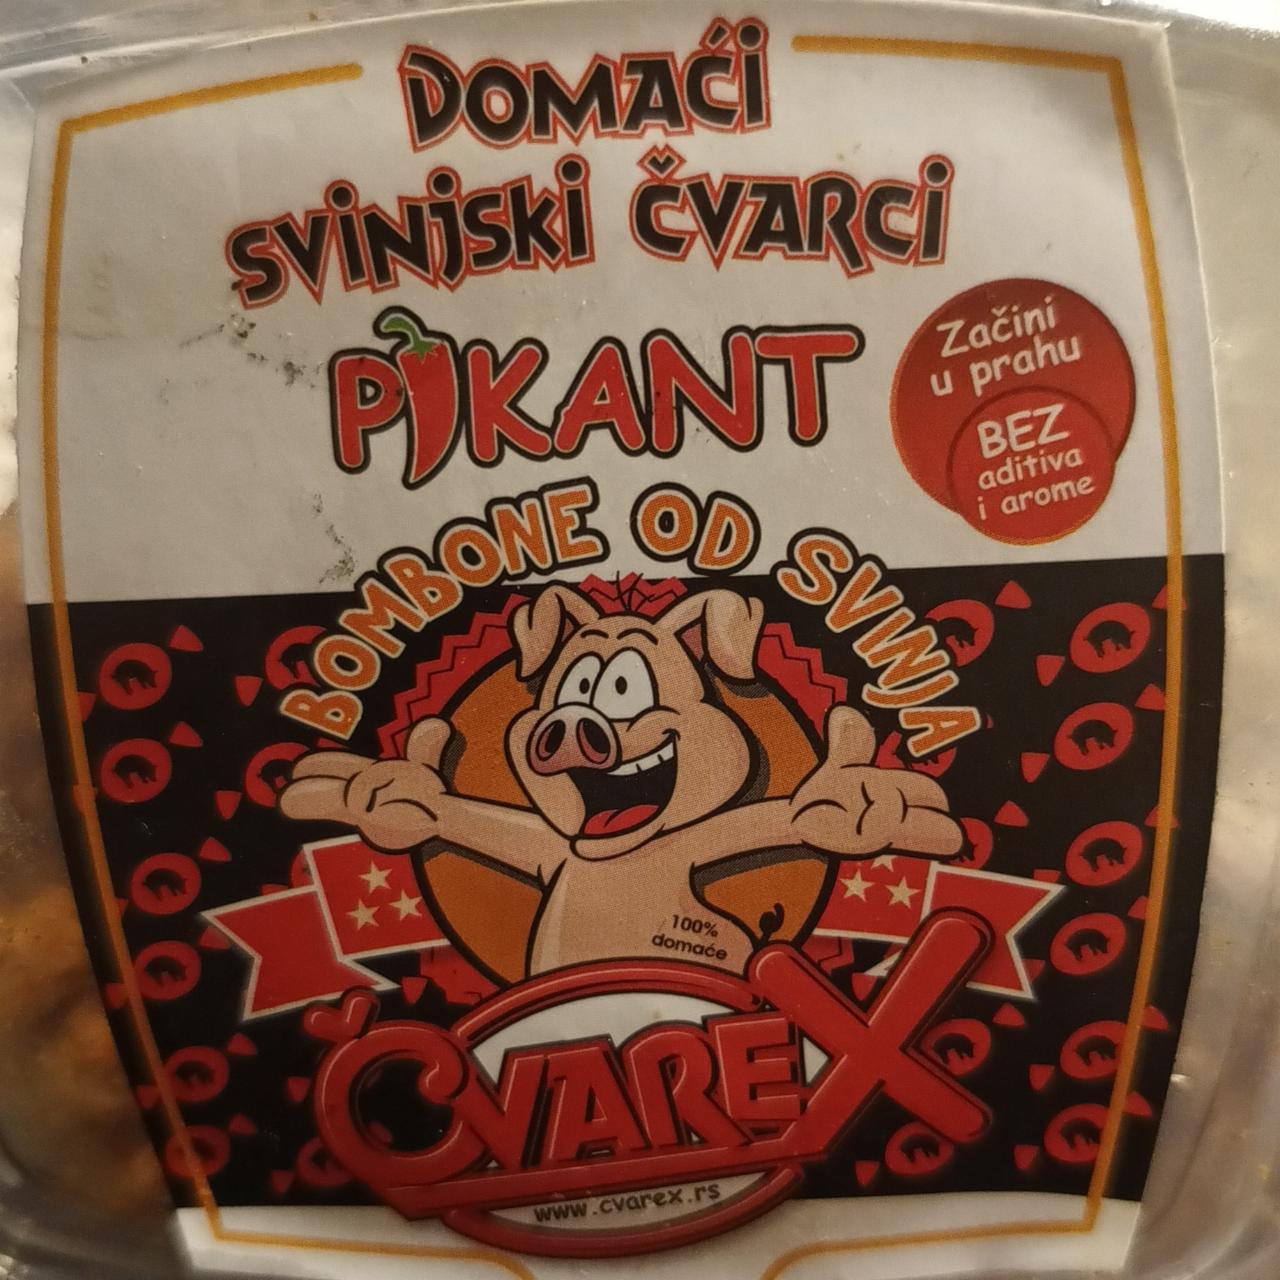 DOMAĆI
SVINJSKI ČVARCI
PIKANT
Začini
u prahu
BEZ
aditiva
i arome
BOMBONE OD SVINJA
100%
domaće
ČVAREX
www.cvarex.rs